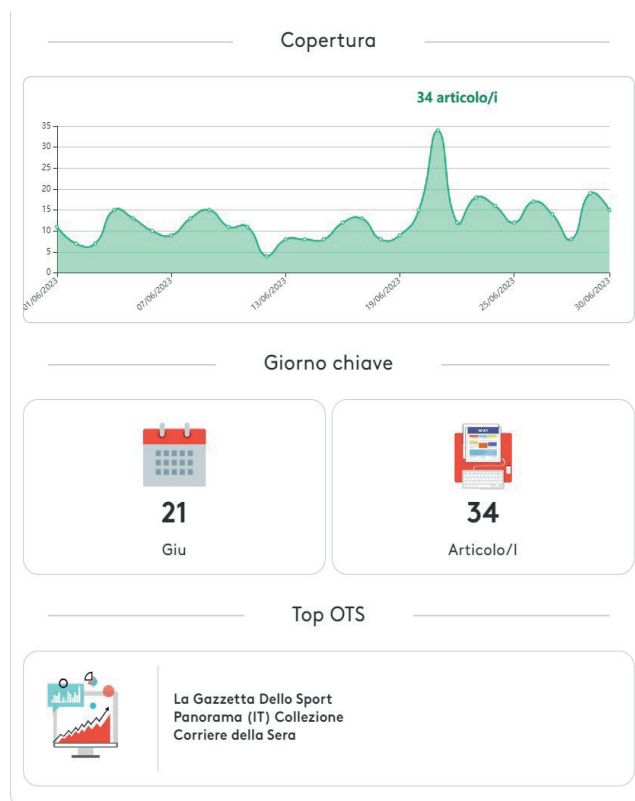 Copertura
34 articolo/i
35
30
25
20
15
10
5
0
01/06/2023
07/06/2023
13/06/2023
19/06/2023
25/06/2023
30/06/2023
Giorno chiave
21
Giu
34
Articolo/I
Top OTS
La Gazzetta Dello Sport
Panorama (IT) Collezione
Corriere della Sera